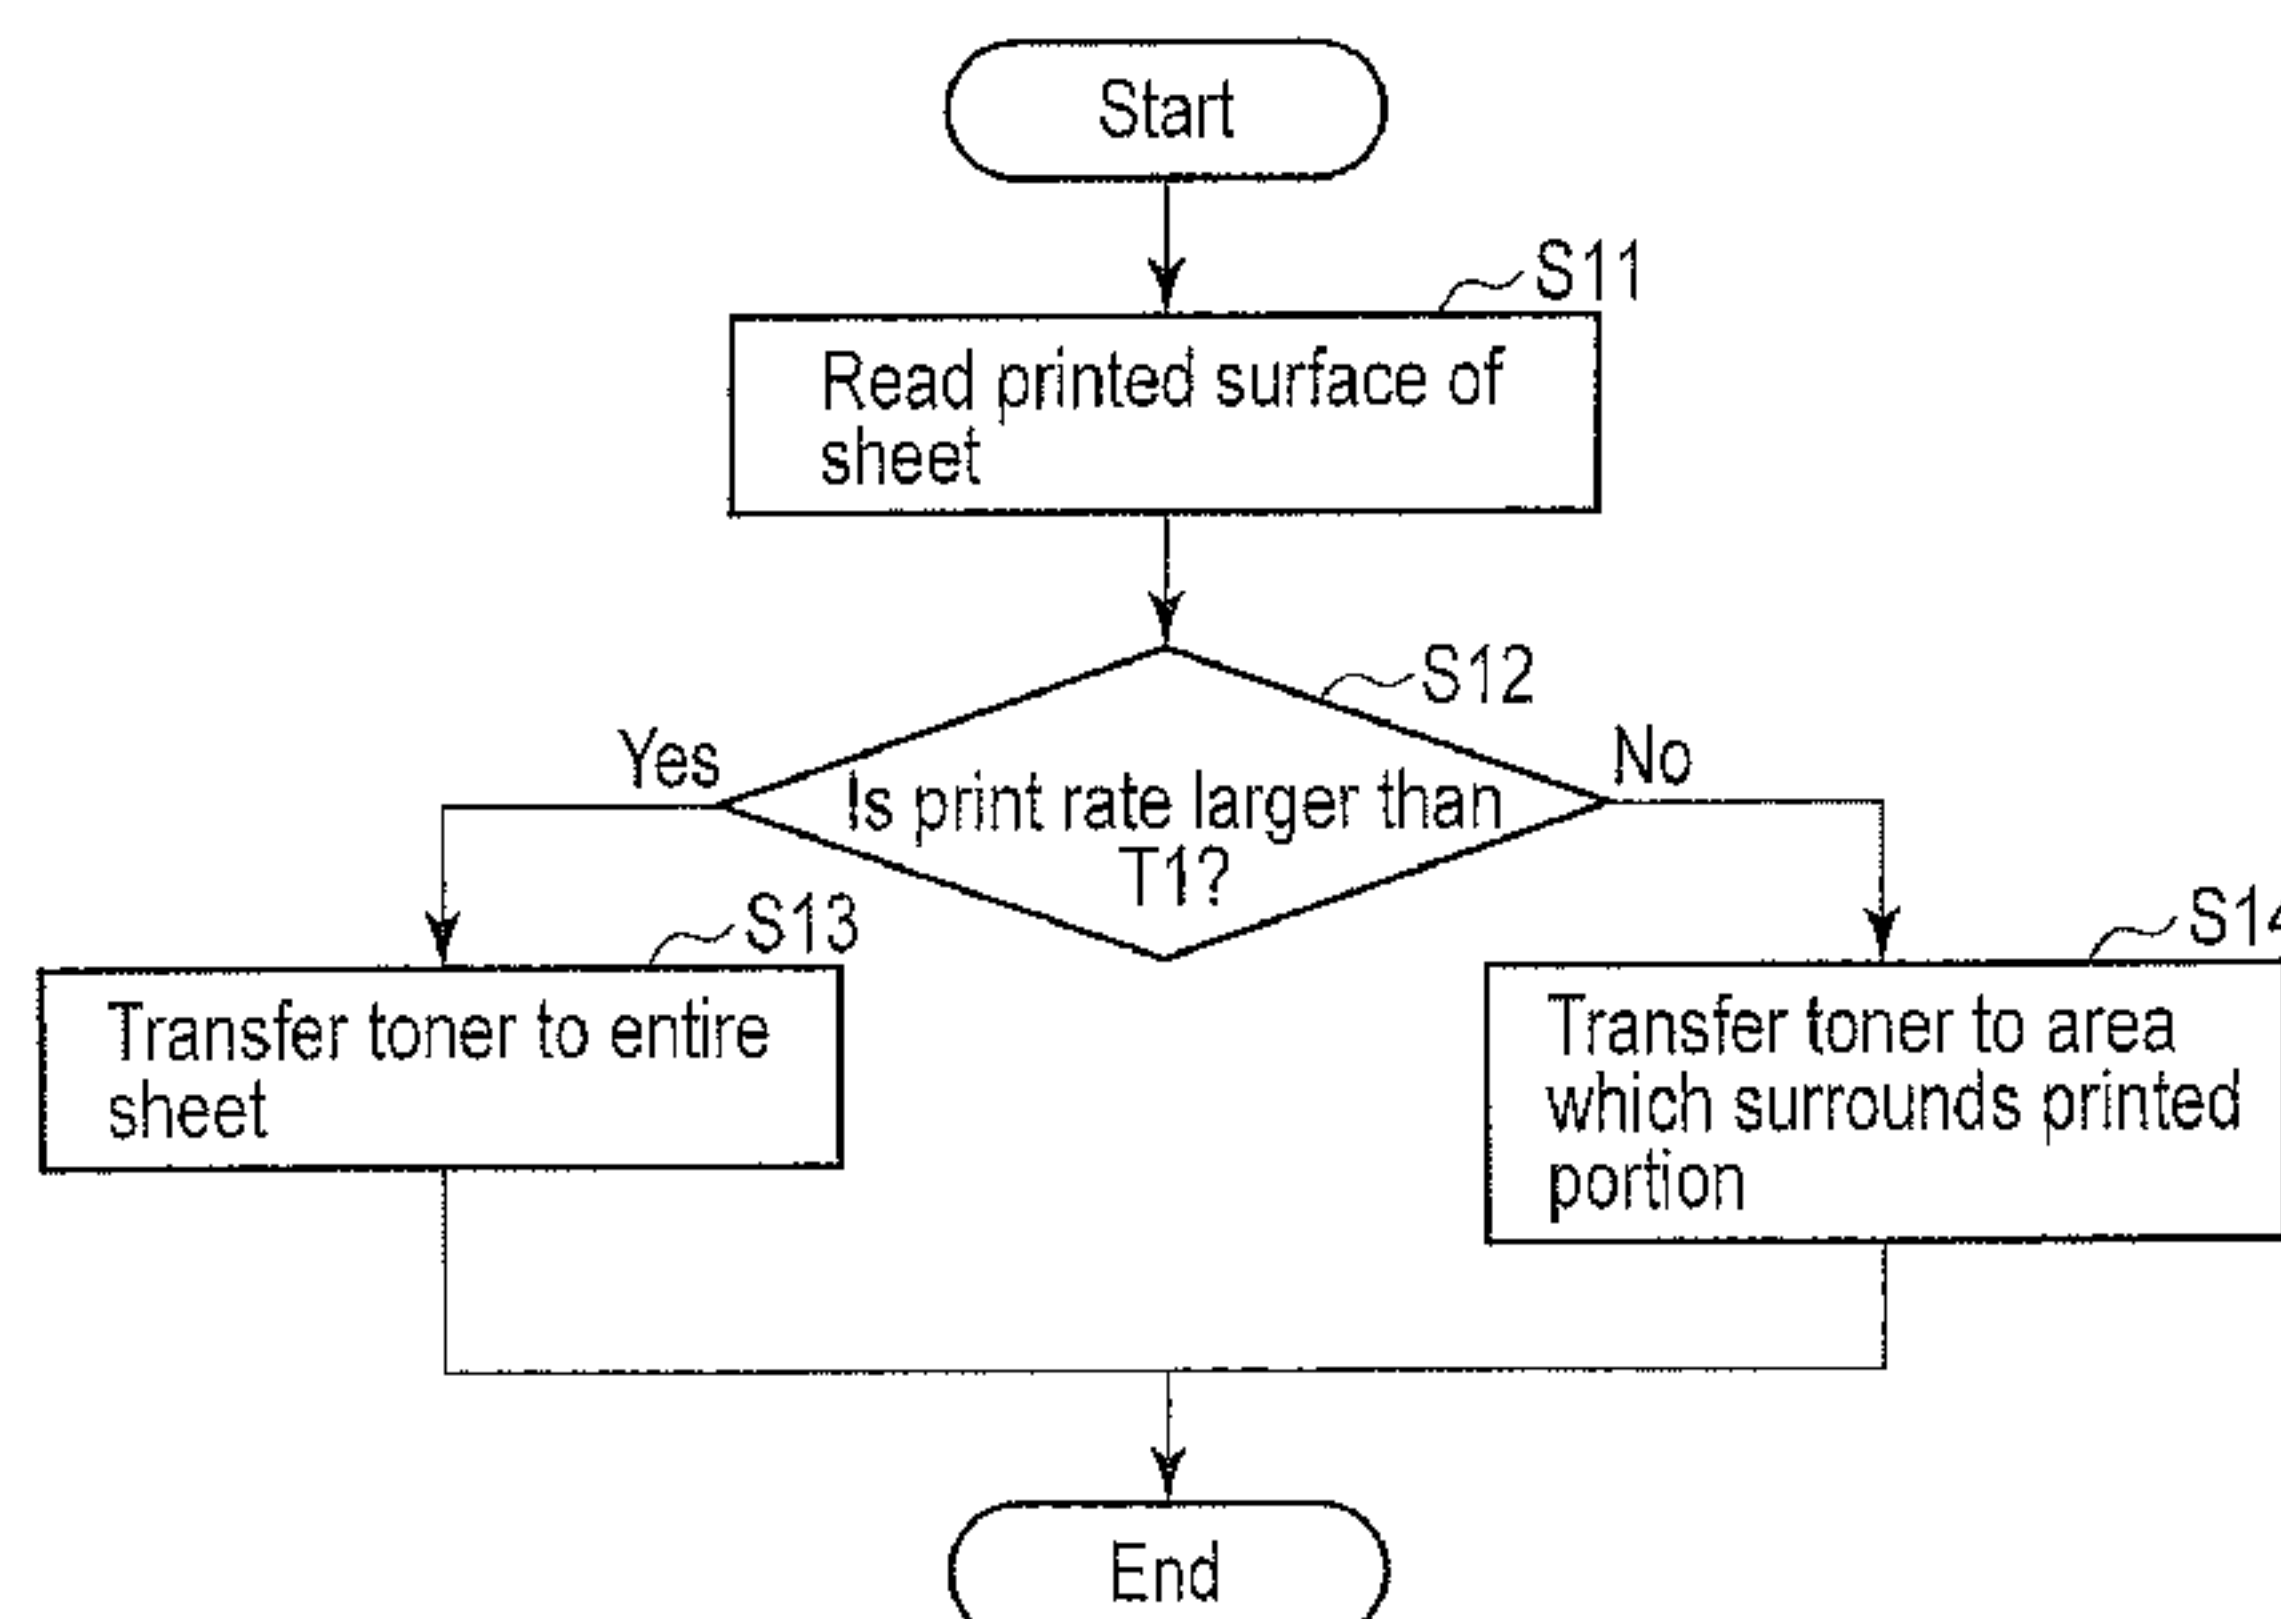 Start
S11
Read printed surface of
sheet
S12
Yes
No
Is print rate larger than
T1?
S13
Transfer toner to entire
sheet
S14
Transfer toner to area
which surrounds printed
portion
End